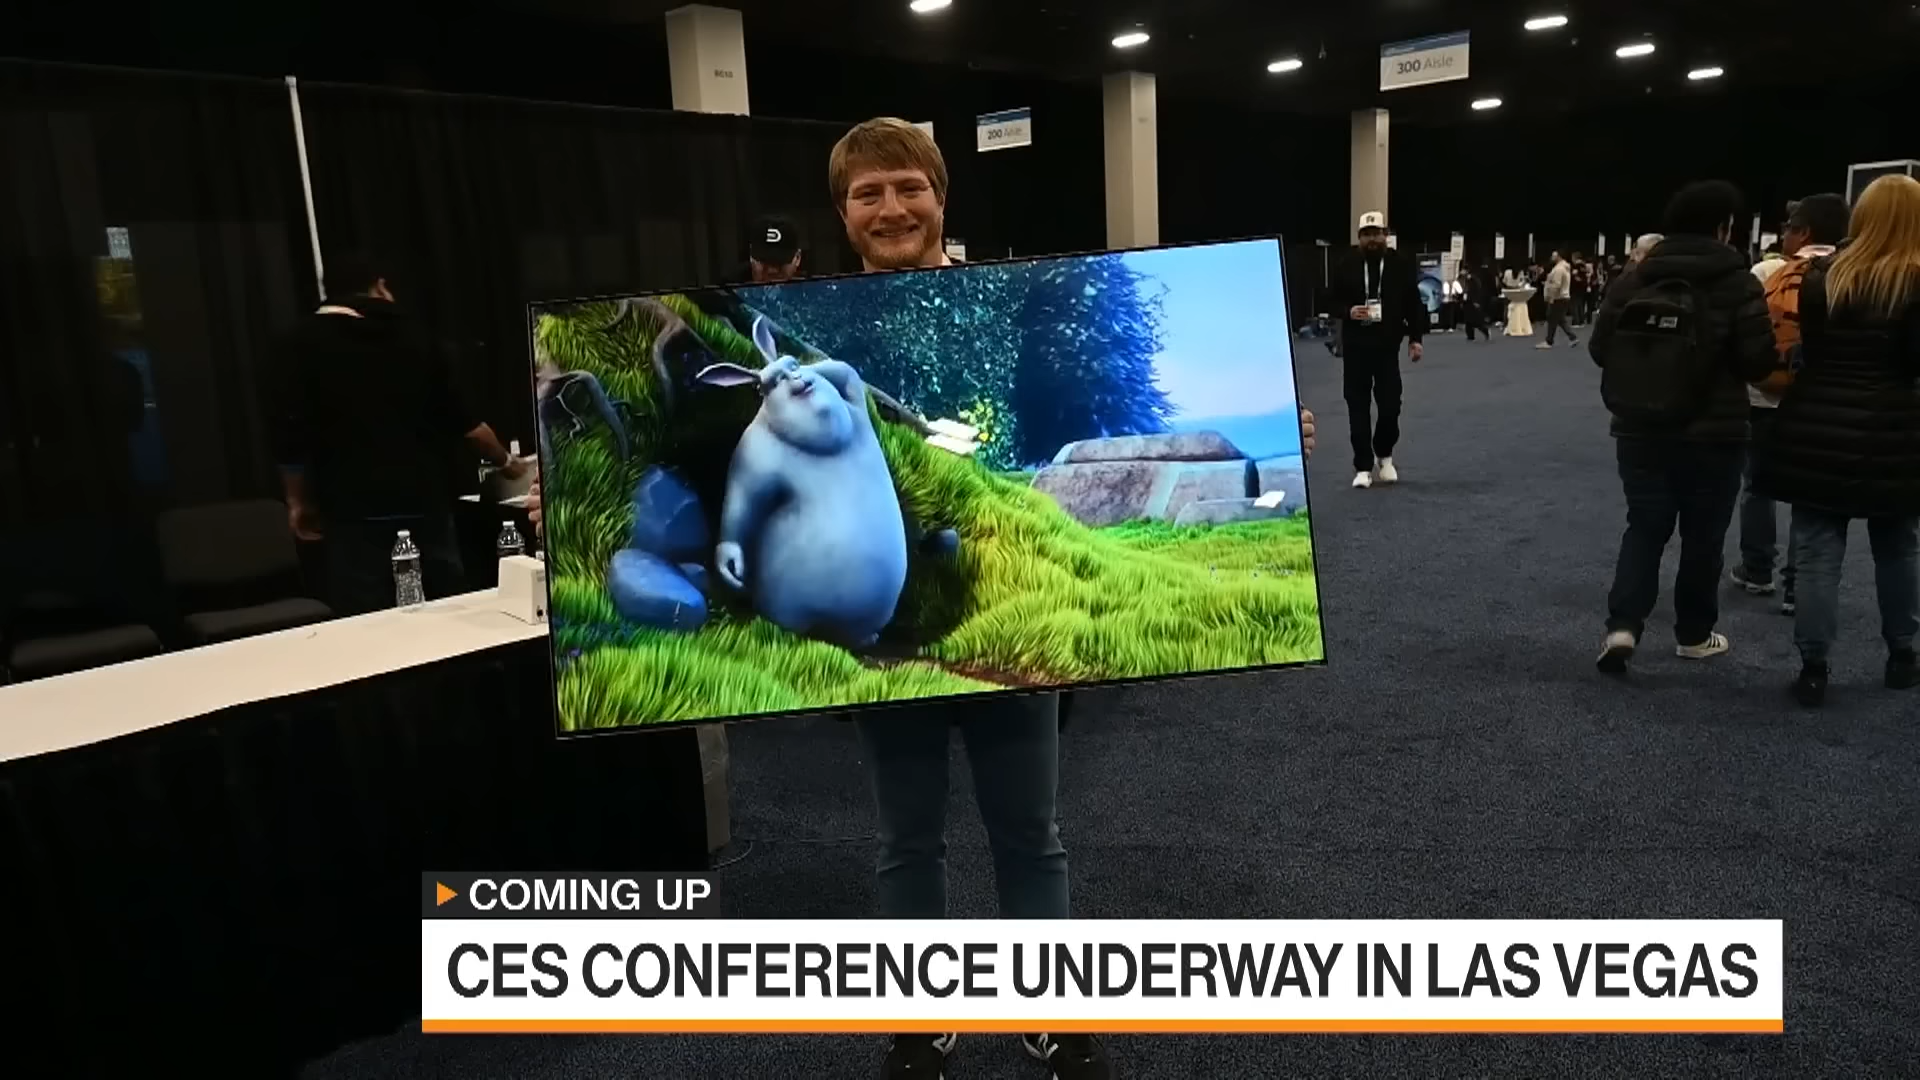 300 Aisle
200 Aisle
COMING UP
CES CONFERENCE UNDERWAY IN LAS VEGAS